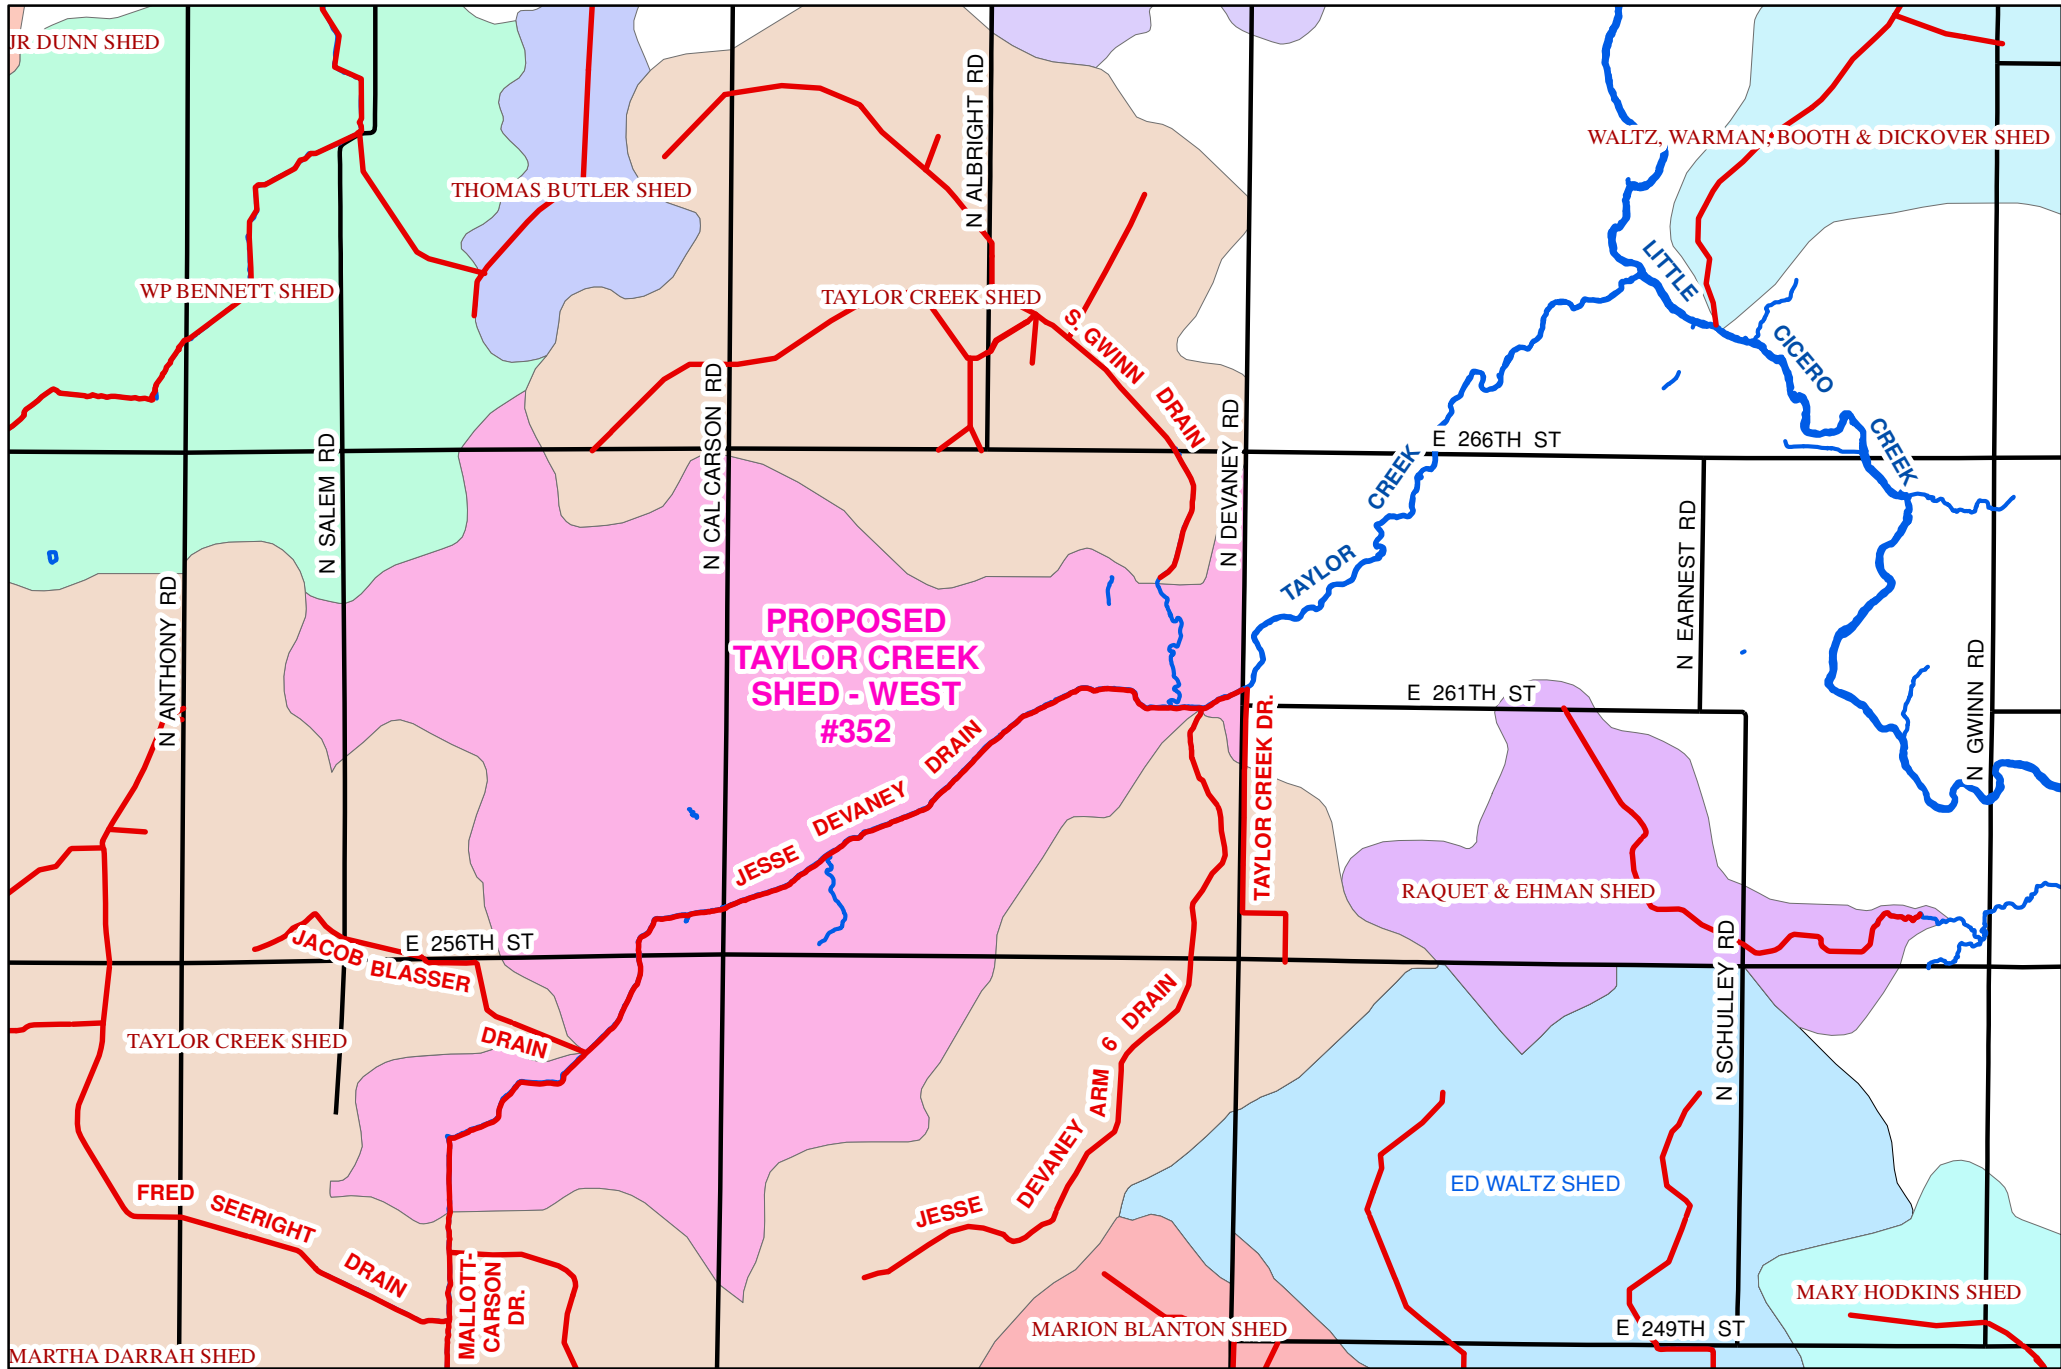 JR DUNN SHED
THOMAS BUTLER SHED
N ALBRIGHT RD
WALTZ, WARMAN, BOOTH & DICKOVER SHED
WP BENNETT SHED
TAYLOR CREEK SHED
S. GWINN DRAIN
LITTLE CICERO CREEK
N SALEM RD
N CAL CARSON RD
N DEVANEY RD
E 266TH ST
TAYLOR CREEK
N ANTHONY RD
N EARNEST RD
N GWINN RD
PROPOSED
TAYLOR CREEK
SHED - WEST
#352
E 261TH ST
TAYLOR CREEK DR.
JESSE DEVANEY DRAIN
RAQUET & EHMAN SHED
E 256TH ST
JACOB BLASSER DRAIN
N SCHULLEY RD
TAYLOR CREEK SHED
JESSE DEVANEY ARM 6 DRAIN
ED WALTZ SHED
FRED SEERIGHT DRAIN
MALLOTT-
CARSON
DR.
MARY HODKINS SHED
MARION BLANTON SHED
E 249TH ST
MARTHA DARRAH SHED